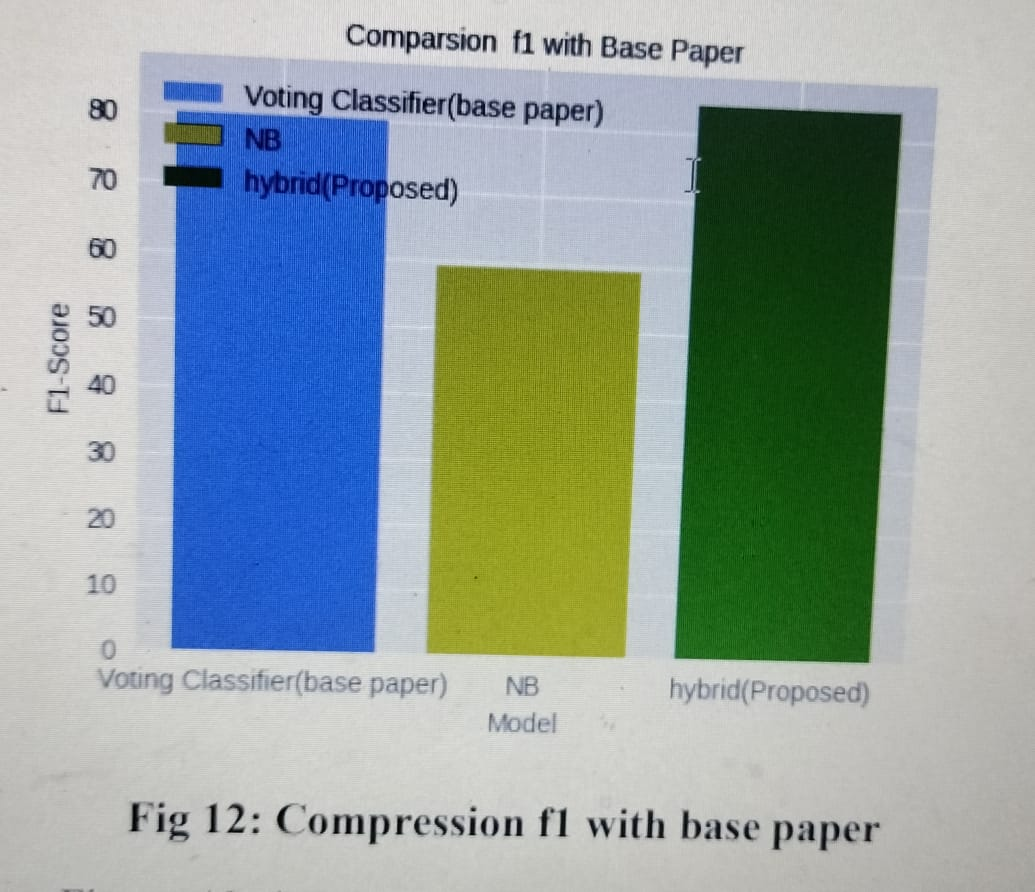 Comparsion f1 with Base Paper
Voting Classifier(base paper)
NB
hybrid(Proposed)
80
70
60
50
40
30
20
10
0
F1-Score
Voting Classifier(base paper) NB hybrid(Proposed)
Model
Fig 12: Compression f1 with base paper